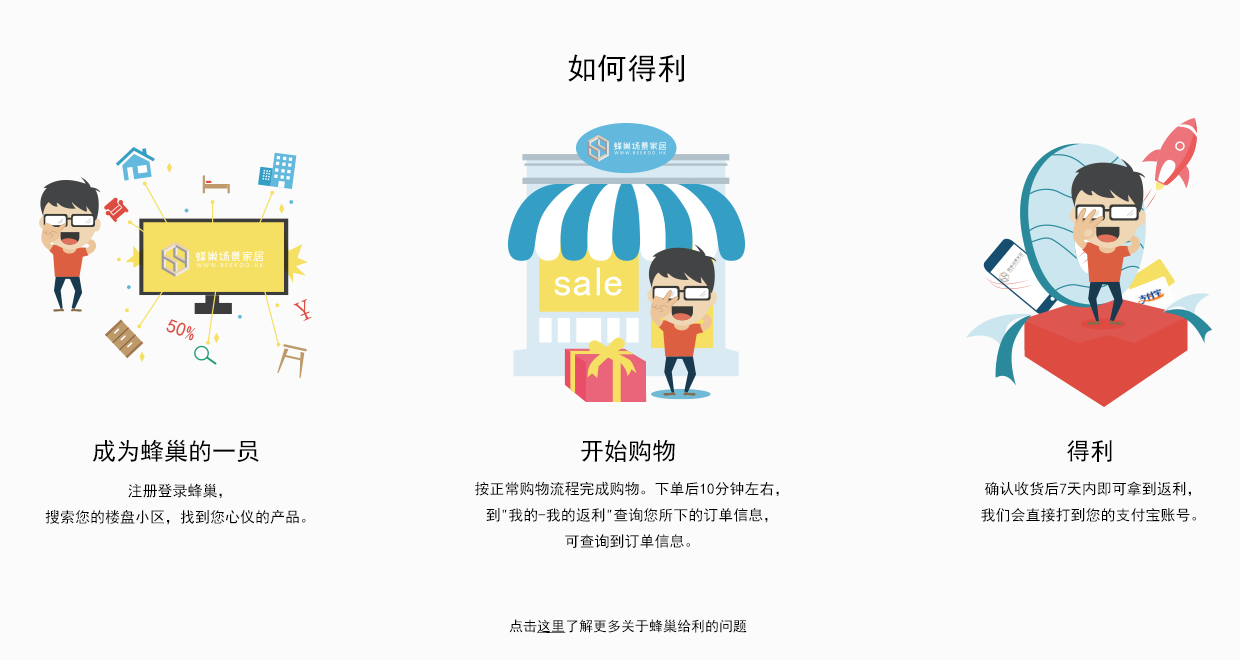 如何得利
蜂巢场景家居
WWW.BEEKOO.HK
蜂巢场景家居
WWW.BEEKOO.HK
sale
50%
¥
支付宝
成为蜂巢的一员
注册登录蜂巢，
搜索您的楼盘小区，找到您心仪的产品。
开始购物
按正常购物流程完成购物。下单后10分钟左右，
到"我的-我的返利"查询您所下的订单信息，
可查询到订单信息。
得利
确认收货后7天内即可拿到返利，
我们会直接打到您的支付宝账号。
点击这里了解更多关于蜂巢给利的问题